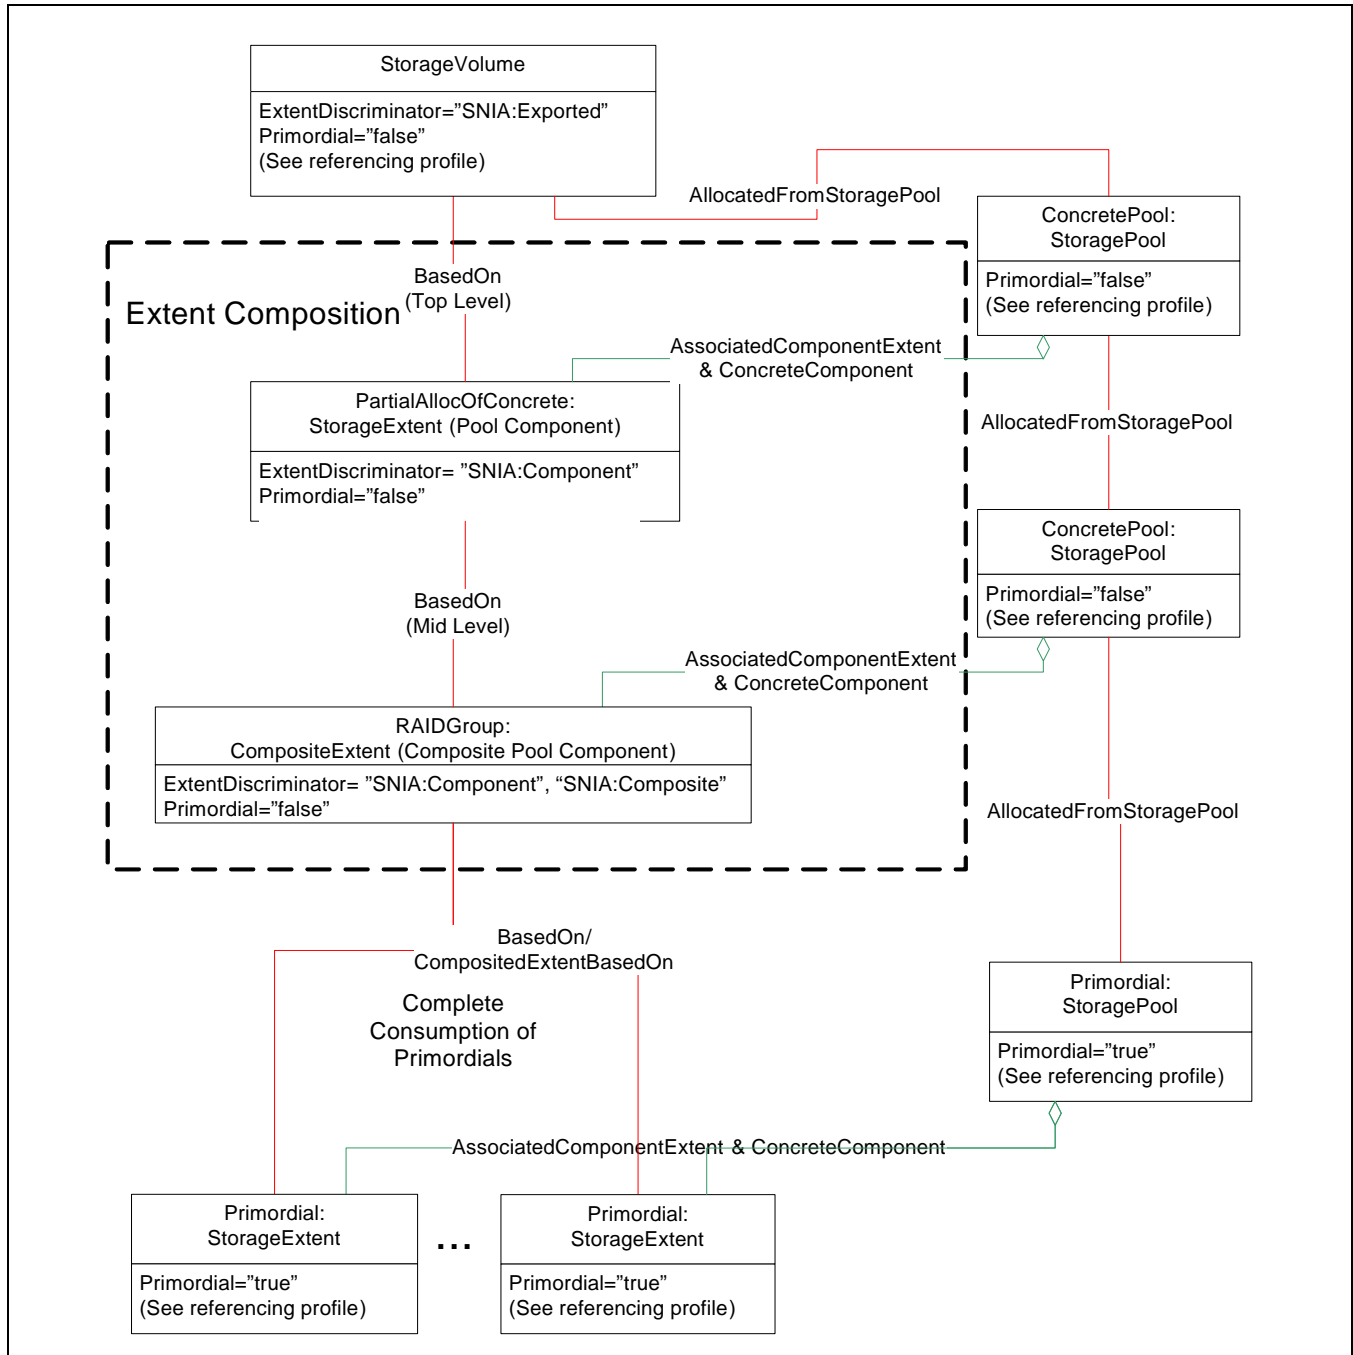 StorageVolume
ExtentDiscriminator=”SNIA:Exported”
Primordial=”false”
(See referencing profile)
AllocatedFromStoragePool
ConcretePool:
StoragePool
Primordial=”false”
(See referencing profile)
BasedOn
(Top Level)
Extent Composition
AssociatedComponentExtent
& ConcreteComponent
PartialAllocOfConcrete:
StorageExtent (Pool Component)
ExtentDiscriminator= ”SNIA:Component”
Primordial=”false”
AllocatedFromStoragePool
ConcretePool:
StoragePool
Primordial=”false”
(See referencing profile)
BasedOn
(Mid Level)
AssociatedComponentExtent
& ConcreteComponent
RAIDGroup:
CompositeExtent (Composite Pool Component)
ExtentDiscriminator= ”SNIA:Component”, “SNIA:Composite”
Primordial=”false”
AllocatedFromStoragePool
BasedOn/
CompositedExtentBasedOn
Complete
Consumption of
Primordials
Primordial:
StoragePool
Primordial=”true”
(See referencing profile)
AssociatedComponentExtent & ConcreteComponent
Primordial:
StorageExtent
Primordial=”true”
(See referencing profile)
...
Primordial:
StorageExtent
Primordial=”true”
(See referencing profile)